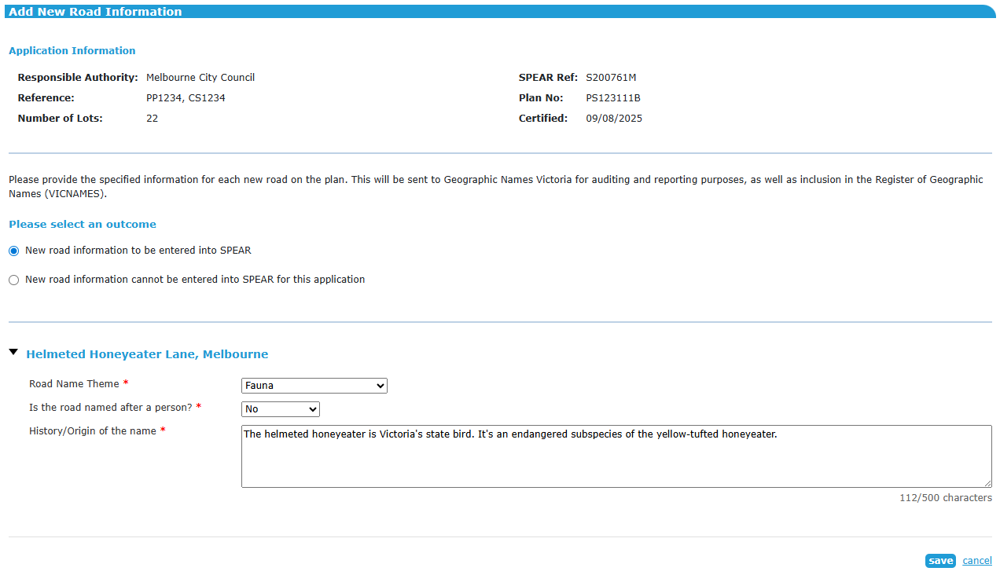 Add New Road Information
Application Information
Responsible Authority: Melbourne City Council SPEAR Ref: S200761M
Reference: PP1234, CS1234 Plan No: PS123111B
Number of Lots: 22 Certified: 09/08/2025
Please provide the specified information for each new road on the plan. This will be sent to Geographic Names Victoria for auditing and reporting purposes, as well as inclusion in the Register of Geographic
Names (VICNAMES).
Please select an outcome
New road information to be entered into SPEAR
New road information cannot be entered into SPEAR for this application
Helmeted Honeyeater Lane, Melbourne
Road Name Theme * Fauna
Is the road named after a person? * No
History/Origin of the name * The helmeted honeyeater is Victoria's state bird. It's an endangered subspecies of the yellow-tufted honeyeater.
112/500 characters
save cancel